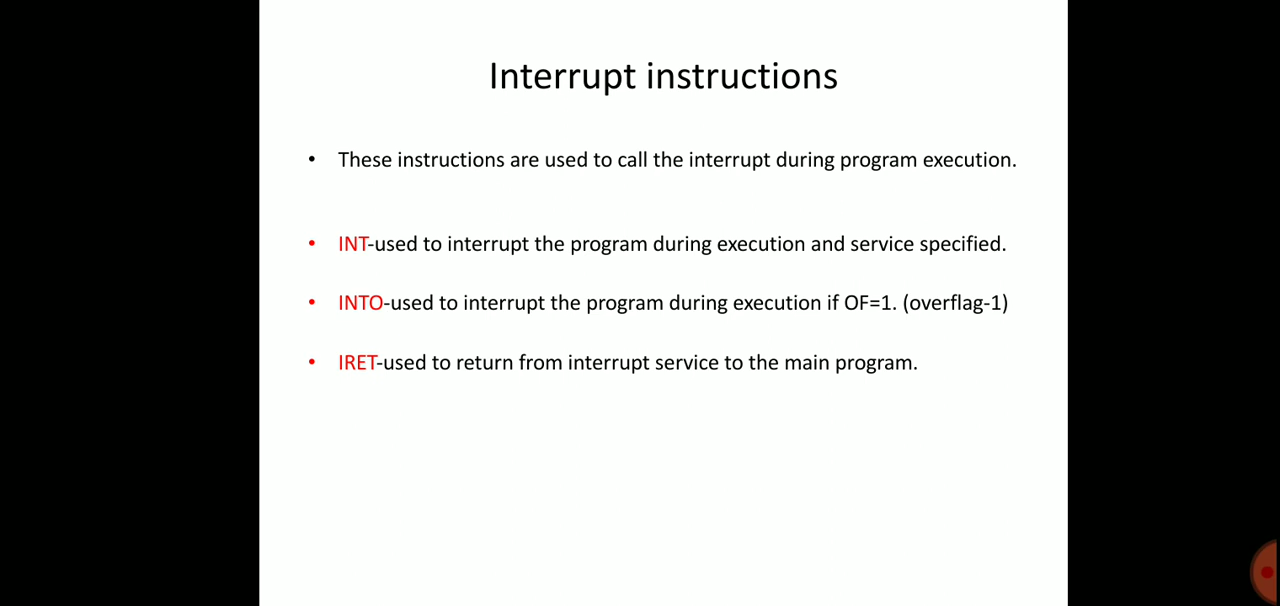 Interrupt instructions
• These instructions are used to call the interrupt during program execution.
• INT-used to interrupt the program during execution and service specified.
• INTO-used to interrupt the program during execution if OF=1. (overflag-1)
• IRET-used to return from interrupt service to the main program.